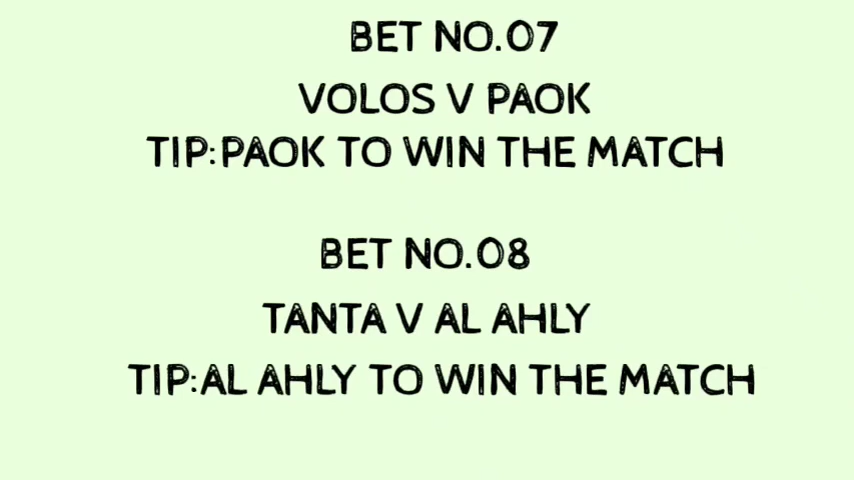 BET NO.07
VOLOS V PAOK
TIP:PAOK TO WIN THE MATCH
BET NO.08
TANTA V AL AHLY
TIP:AL AHLY TO WIN THE MATCH